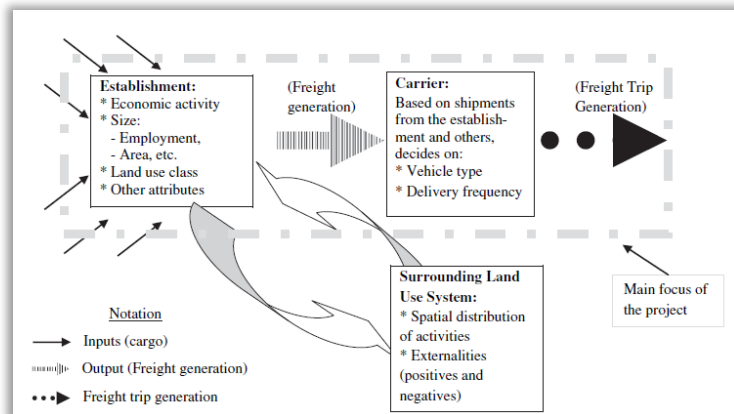 Establishment:
* Economic activity
* Size:
- Employment,
- Area, etc.
* Land use class
* Other attributes
(Freight
generation)
Carrier:
Based on shipments
from the establish-
ment and others,
decides on:
* Vehicle type
* Delivery frequency
(Freight Trip
Generation)
Surrounding Land
Use System:
* Spatial distribution
of activities
* Externalities
(positives and
negatives)
Main focus of
the project
Notation
Inputs (cargo)
Output (Freight generation)
Freight trip generation